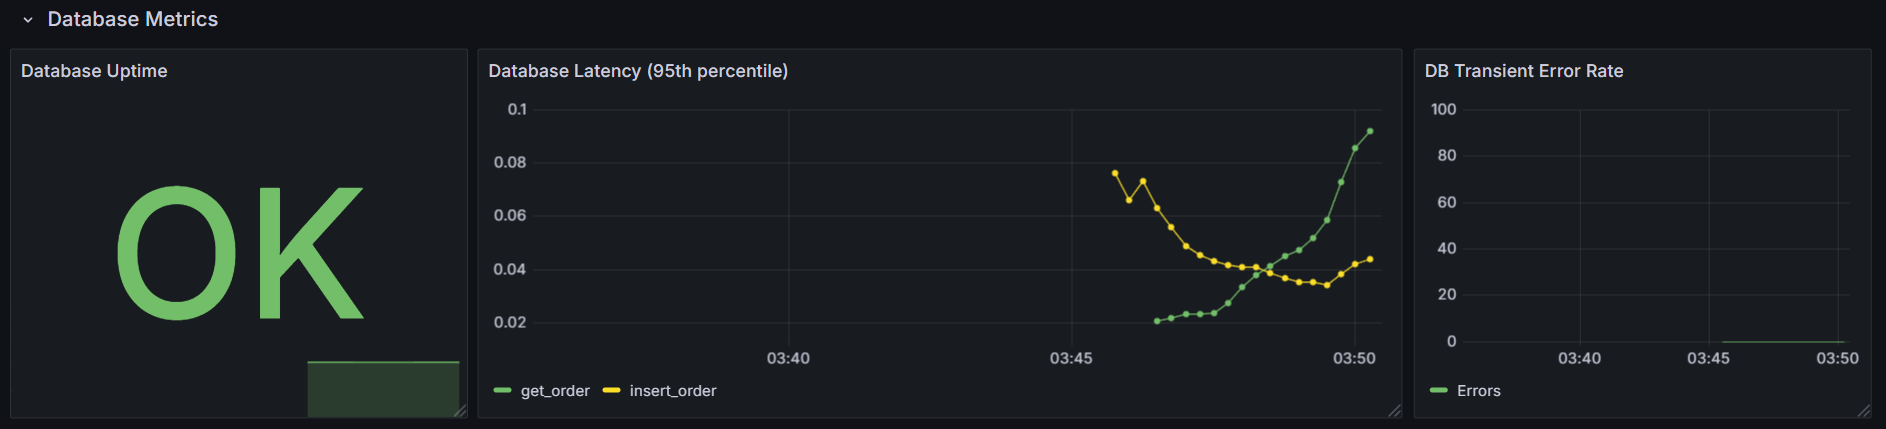 Database Metrics
Database Uptime
OK
Database Latency (95th percentile)
0.1
0.08
0.06
0.04
0.02
03:40 03:45 03:50
get_order insert_order
DB Transient Error Rate
100
80
60
40
20
0
03:40 03:45 03:50
Errors